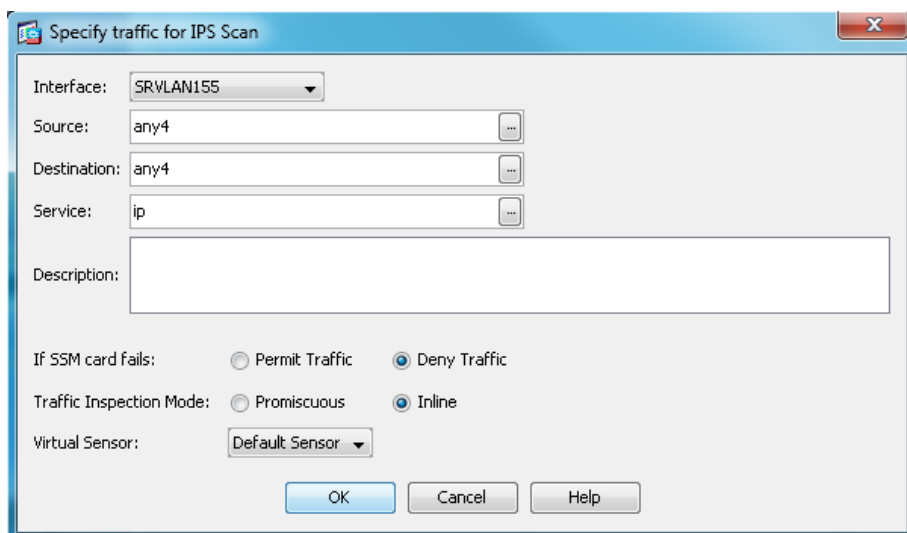 Specify traffic for IPS Scan
Interface: SRVLAN155
Source: any4 ...
Destination: any4 ...
Service: ip ...
Description:
If SSM card fails: Permit Traffic Deny Traffic
Traffic Inspection Mode: Promiscuous Inline
Virtual Sensor: Default Sensor
OK Cancel Help